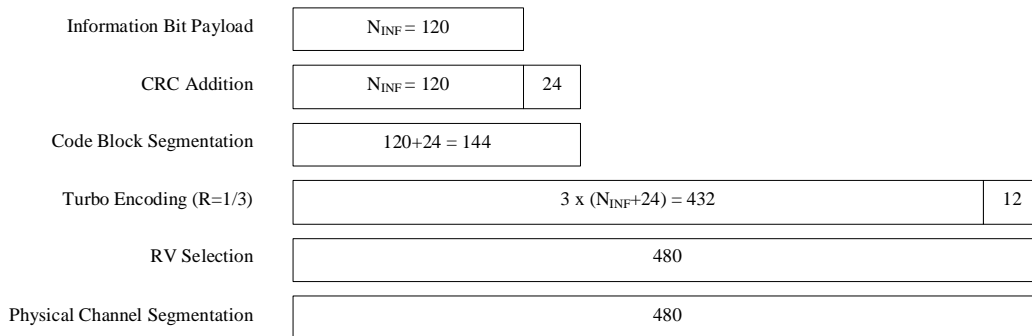 Information Bit Payload
N_INF = 120
CRC Addition
N_INF = 120
24
Code Block Segmentation
120+24 = 144
Turbo Encoding (R=1/3)
3 x (N_INF+24) = 432
12
RV Selection
480
Physical Channel Segmentation
480